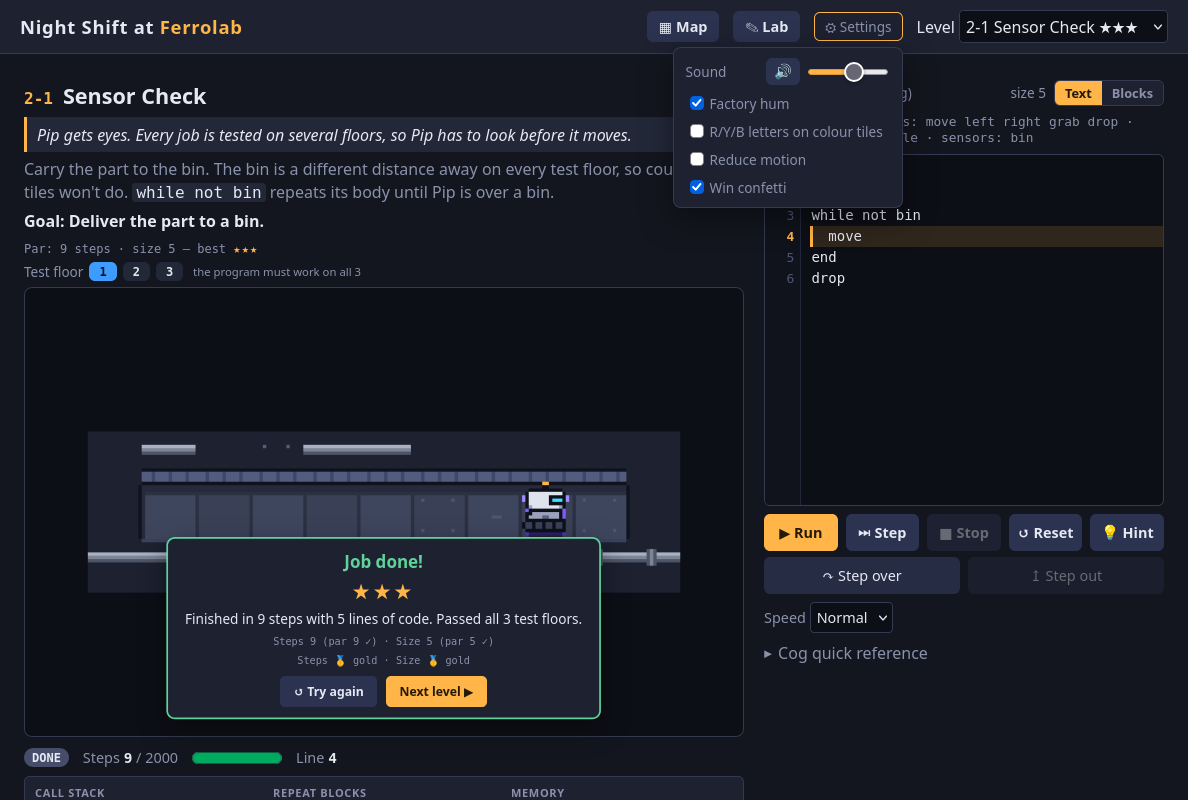 Night Shift at Ferrolab
▦ Map
✎ Lab
⚙ Settings
Level
2-1 Sensor Check ★★★
Sound
Factory hum
R/Y/B letters on colour tiles
Reduce motion
Win confetti
2-1 Sensor Check
Pip gets eyes. Every job is tested on several floors, so Pip has to look before it moves.
Carry the part to the bin. The bin is a different distance away on every test floor, so cou
tiles won't do. while not bin repeats its body until Pip is over a bin.
Goal: Deliver the part to a bin.
Par: 9 steps · size 5 — best ★★★
Test floor 1 2 3 the program must work on all 3
g)
size 5
Text
Blocks
s: move left right grab drop ·
le · sensors: bin
3 while not bin
4 move
5 end
6 drop
Job done!
★★★
Finished in 9 steps with 5 lines of code. Passed all 3 test floors.
Steps 9 (par 9 ✓) · Size 5 (par 5 ✓)
Steps 🥇 gold · Size 🥇 gold
↺ Try again
Next level ▶
▶ Run
⏭ Step
■ Stop
↺ Reset
💡 Hint
↷ Step over
↥ Step out
Speed Normal
▸ Cog quick reference
DONE Steps 9 / 2000 Line 4
CALL STACK
REPEAT BLOCKS
MEMORY